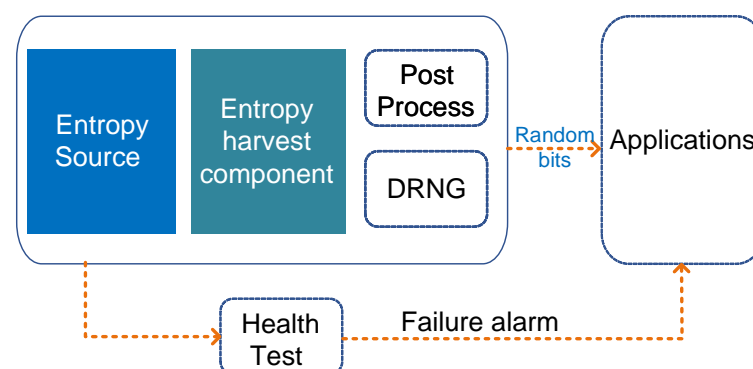 Entropy
Source
Entropy
harvest
component
Post
Process
DRNG
Random
bits
Applications
Health
Test
Failure alarm